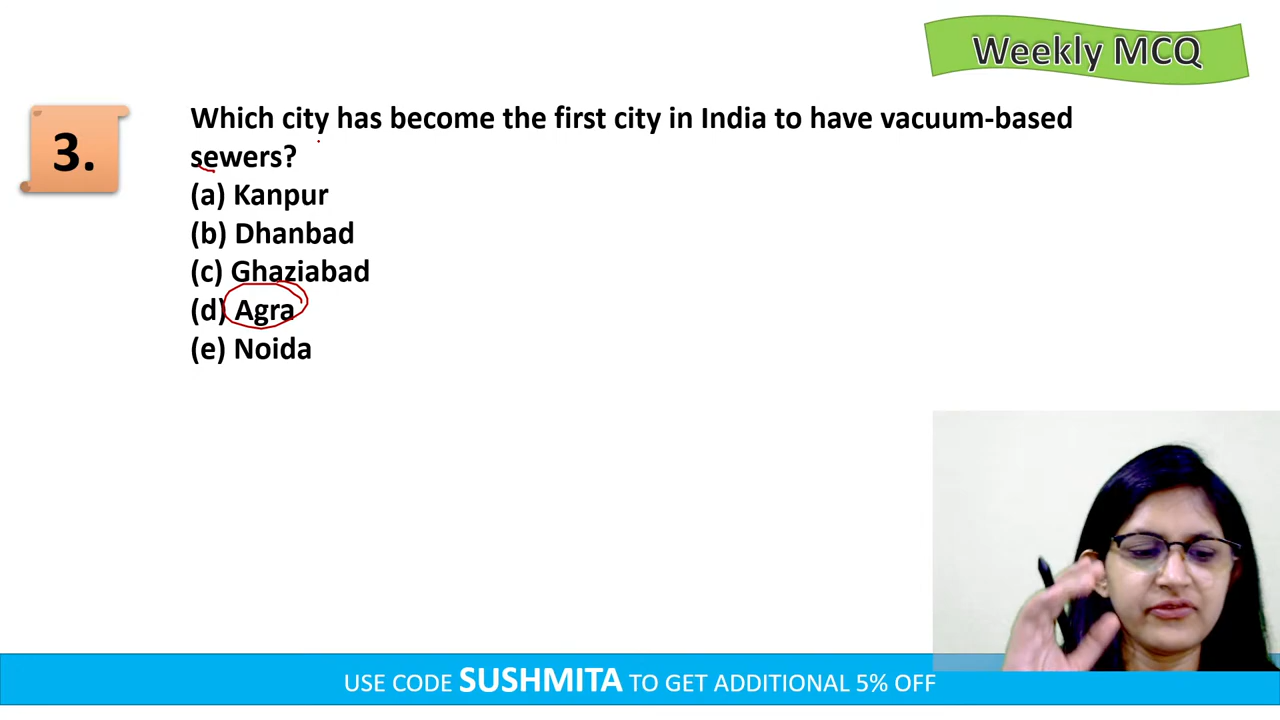 Weekly MCQ
3.
Which city has become the first city in India to have vacuum-based
sewers?
(a) Kanpur
(b) Dhanbad
(c) Ghaziabad
(d) Agra
(e) Noida
USE CODE SUSHMITA TO GET ADDITIONAL 5% OFF